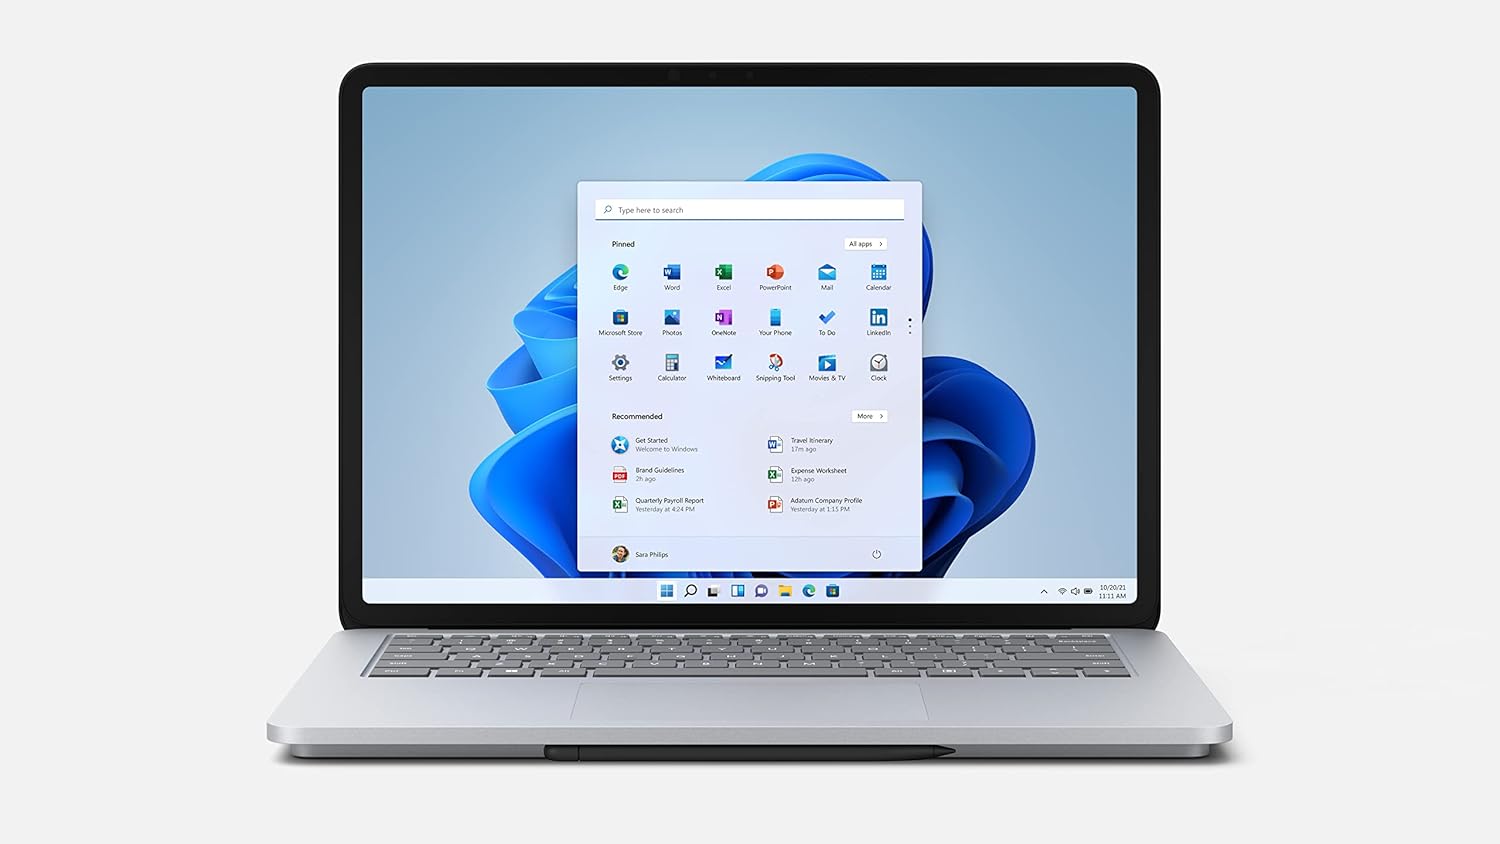 Type here to search
Pinned
All apps >
Edge
Word
Excel
PowerPoint
Mail
Calendar
Microsoft Store
Photos
OneNote
Your Phone
To Do
LinkedIn
Settings
Calculator
Whiteboard
Snipping Tool
Movies & TV
Clock
Recommended
More >
Get Started
Welcome to Windows
Travel Itinerary
17m ago
PDF
Brand Guidelines
2h ago
Expense Worksheet
12h ago
Quarterly Payroll Report
Yesterday at 4:24 PM
Adatum Company Profile
Yesterday at 1:15 PM
Sara Philips
10/20/21
11:11 AM